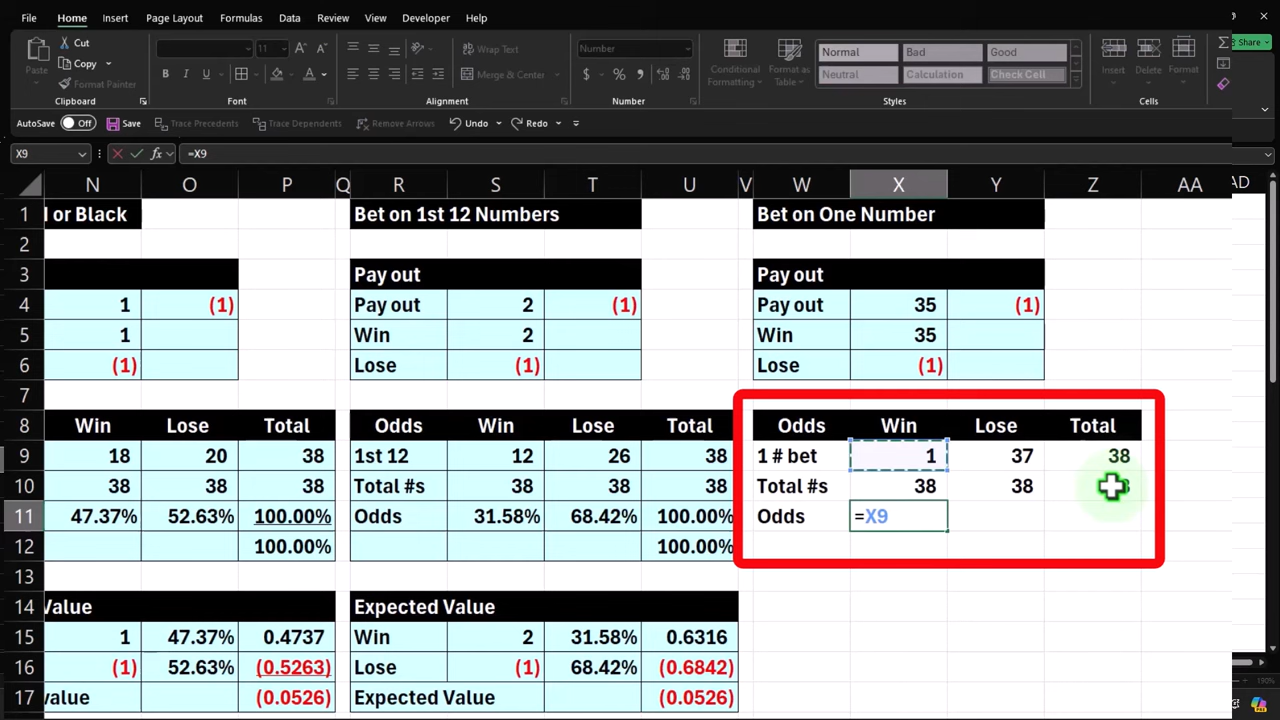 File Home Insert Page Layout Formulas Data Review View Developer Help
Cut
Copy
Format Painter
Paste
11
Wrap Text
Merge & Center
Number
Conditional Formatting
Format as Table
Normal Bad Good
Neutral Calculation Check Cell
Insert Delete Format
Share
Clipboard Font Alignment Number Styles Cells
AutoSave Off Save Trace Precedents Trace Dependents Remove Arrows Undo Redo
X9 fx =X9
N O P Q R S T U V W X Y Z AA AD
1 l or Black Bet on 1st 12 Numbers Bet on One Number
2
3 Pay out Pay out
4 1 (1) Pay out 2 (1) Pay out 35 (1)
5 1 Win 2 Win 35
6 (1) Lose (1) Lose (1)
7
8 Win Lose Total Odds Win Lose Total Odds Win Lose Total
9 18 20 38 1st 12 12 26 38 1 # bet 1 37 38
10 38 38 38 Total #s 38 38 38 Total #s 38 38
11 47.37% 52.63% 100.00% Odds 31.58% 68.42% 100.00% Odds =X9
12 100.00% 100.00%
13
14 Value Expected Value
15 1 47.37% 0.4737 Win 2 31.58% 0.6316
16 (1) 52.63% (0.5263) Lose (1) 68.42% (0.6842)
17 value (0.0526) Expected Value (0.0526)
190%